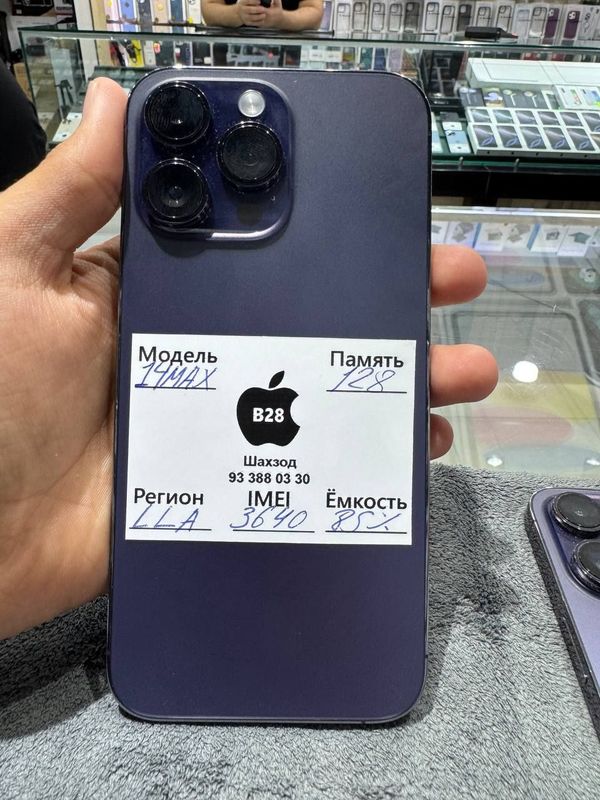 Модель
14MAX
Память
128
B28
Шахзод
93 388 03 30
Регион
LLA
IMEI
3640
Ёмкость
85%